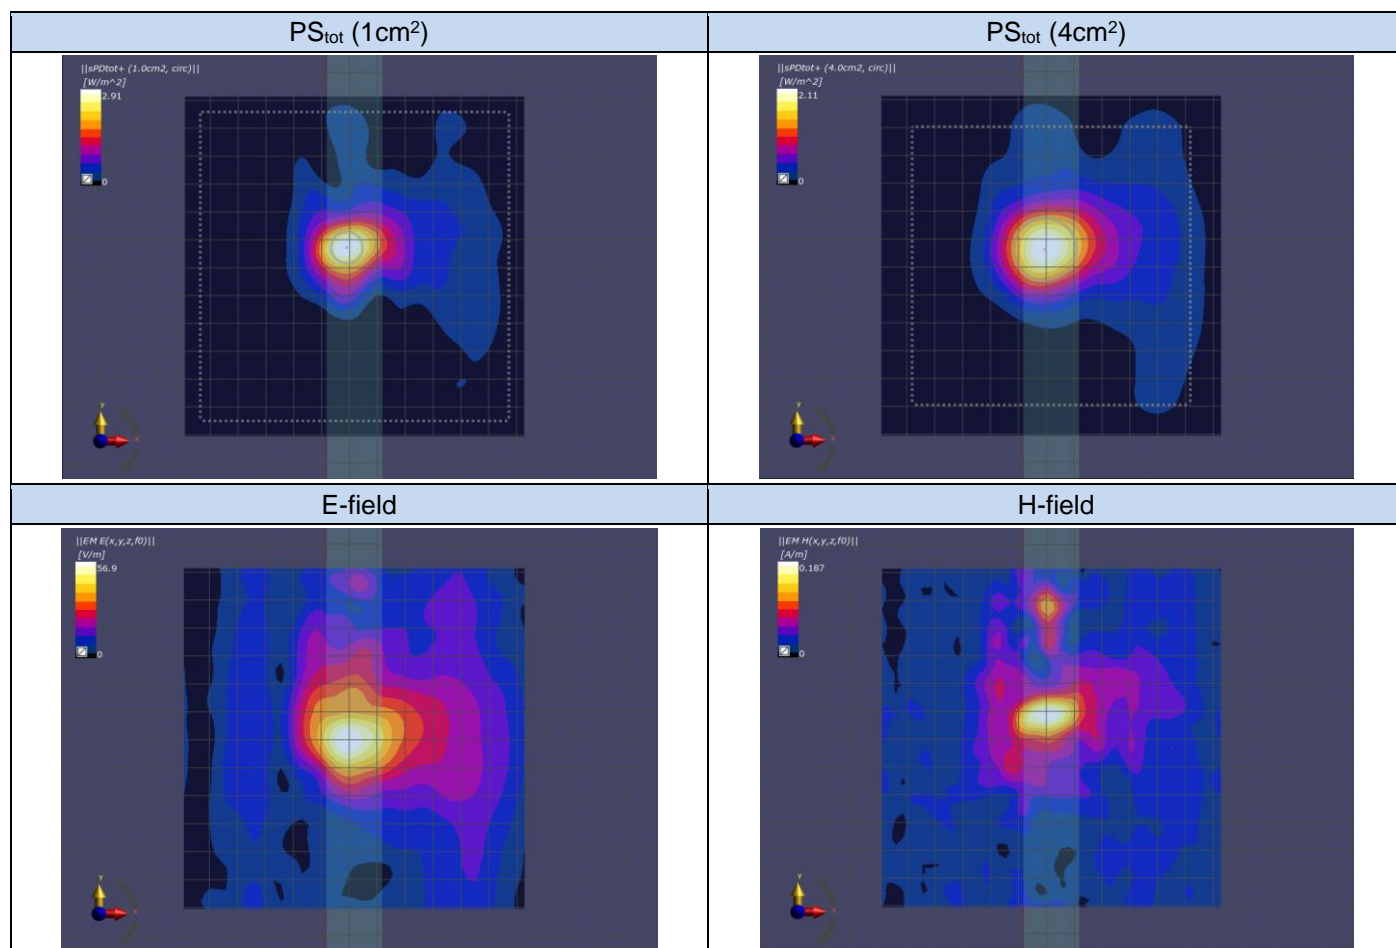 PStot (1cm²)
PStot (4cm²)
||sPDtot+ (1.0cm2, circ)||
[W/m^2]
2.91
0
y
x
||sPDtot+ (4.0cm2, circ)||
[W/m^2]
2.11
0
y
x
E-field
H-field
||EM E(x,y,z,f0)||
[V/m]
56.9
0
y
x
||EM H(x,y,z,f0)||
[A/m]
0.187
0
y
x